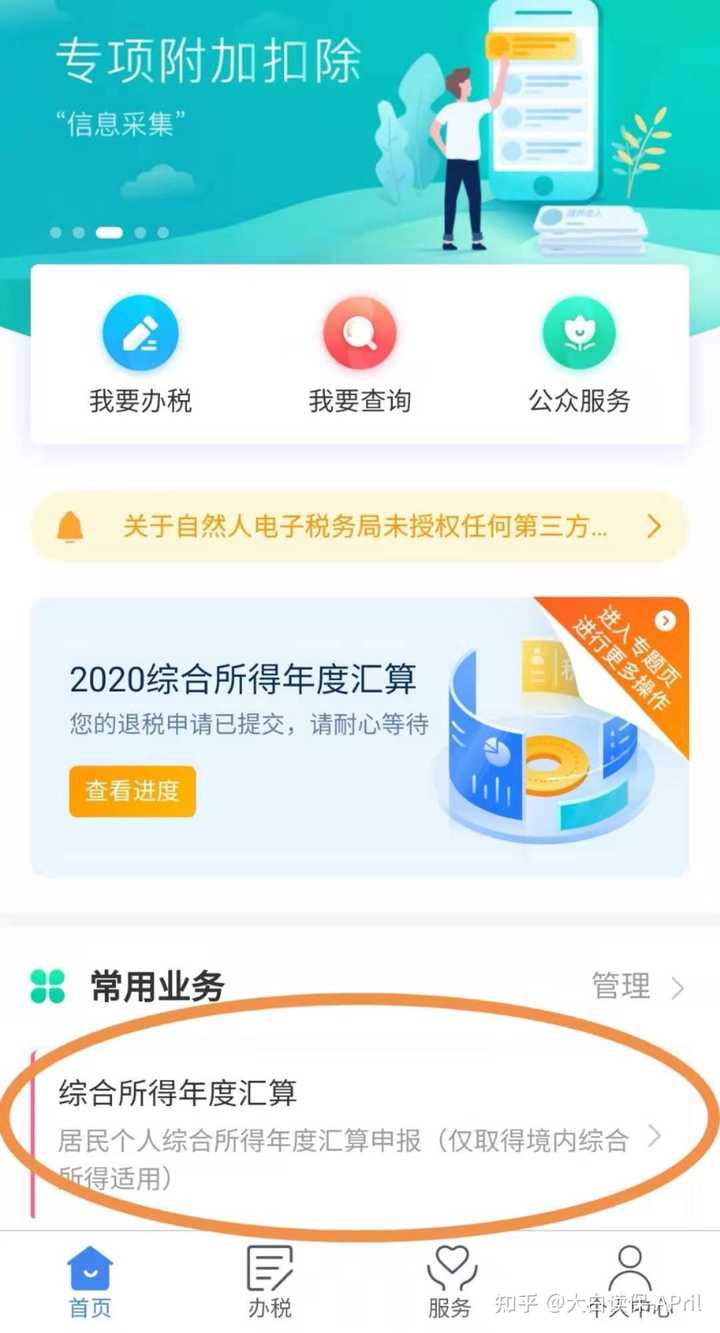 专项附加扣除
“信息采集”
我要办税
我要查询
公众服务
关于自然人电子税务局未授权任何第三方...
进入专题页
进行更多操作
2020综合所得年度汇算
您的退税申请已提交，请耐心等待
查看进度
常用业务
管理
综合所得年度汇算
居民个人综合所得年度汇算申报（仅取得境内综合
所得适用）
首页
办税
服务
个人中心
知乎 @大白读保APril